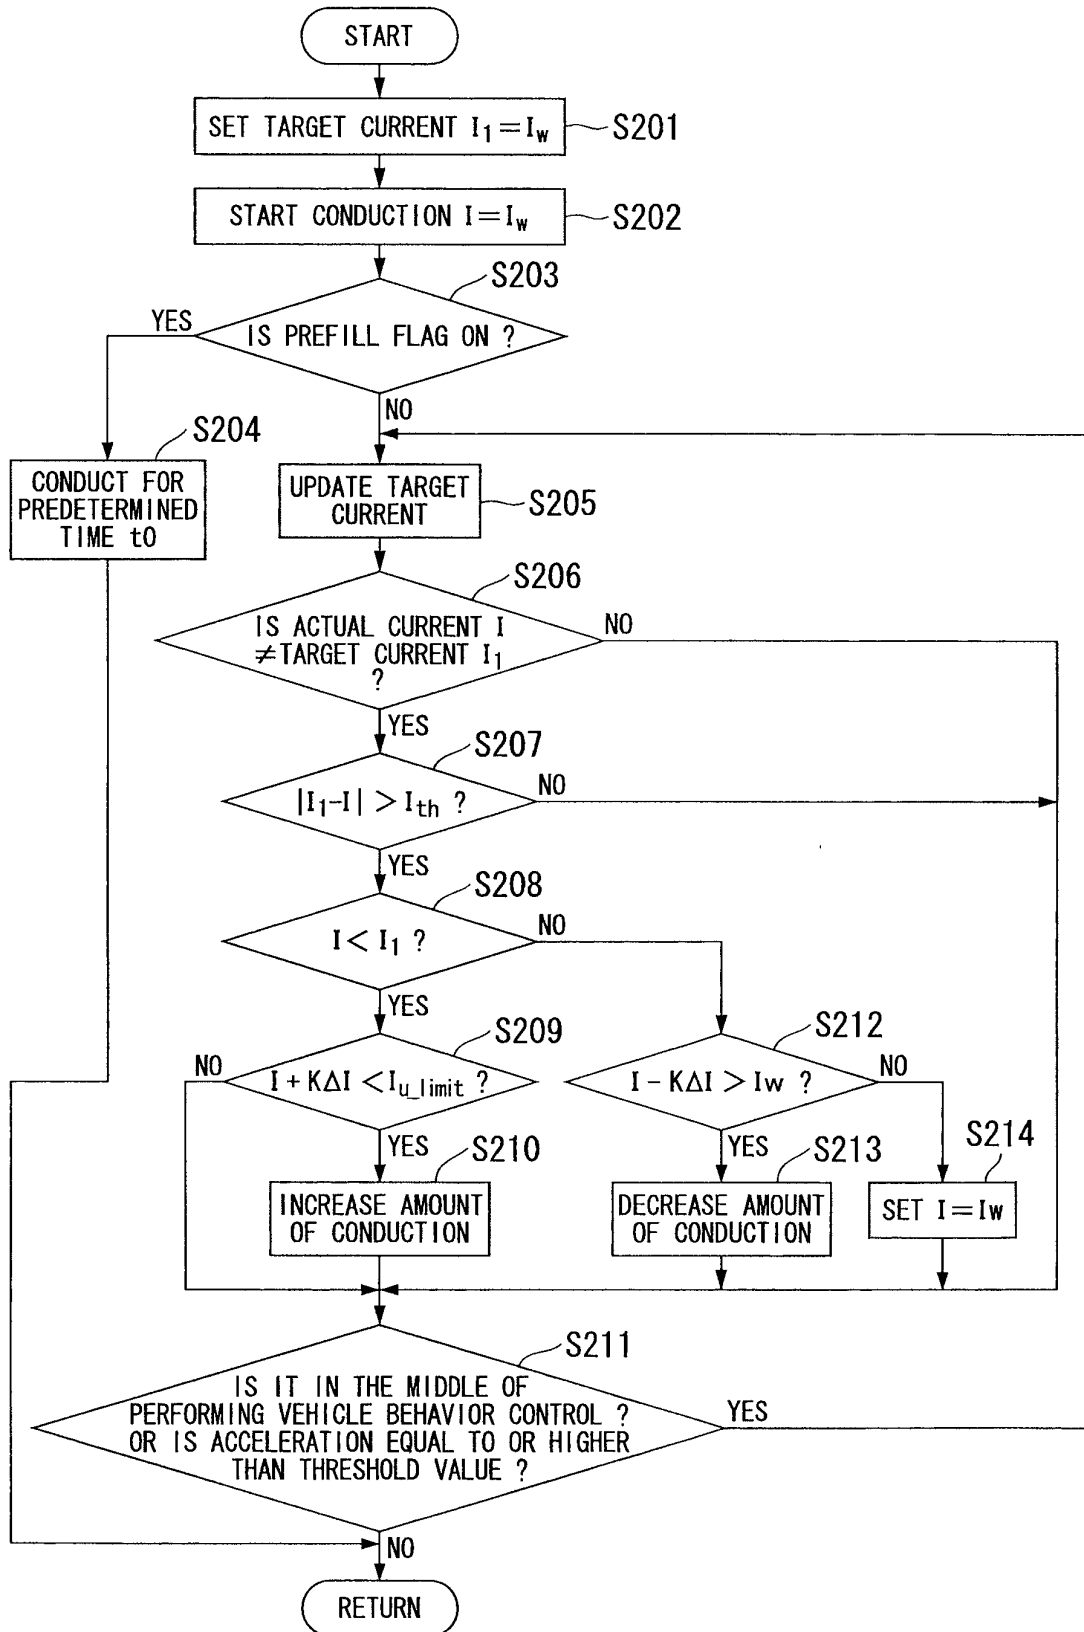 START
SET TARGET CURRENT I₁=Iw
S201
START CONDUCTION I=Iw
S202
S203
IS PREFILL FLAG ON ?
YES
NO
S204
CONDUCT FOR
PREDETERMINED
TIME t0
UPDATE TARGET
CURRENT
S205
S206
IS ACTUAL CURRENT I
≠TARGET CURRENT I₁
?
NO
YES
S207
|I₁-I| > Ith ?
NO
YES
S208
I < I₁ ?
NO
YES
S209
I + KΔI < Iu_limit ?
NO
YES
S212
I - KΔI > Iw ?
NO
YES
S210
INCREASE AMOUNT
OF CONDUCTION
S213
DECREASE AMOUNT
OF CONDUCTION
S214
SET I=Iw
S211
IS IT IN THE MIDDLE OF
PERFORMING VEHICLE BEHAVIOR CONTROL ?
OR IS ACCELERATION EQUAL TO OR HIGHER
THAN THRESHOLD VALUE ?
YES
NO
RETURN